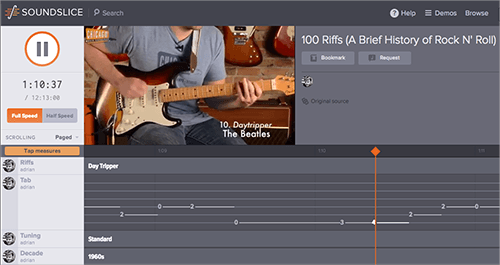 SOUNDSLICE
Search
Help
Demos
Browse
1:10:37
/ 12:13:00
Full Speed
Half Speed
SCROLLING
Paged
Tap measures
CHICAGO
10. Daytripper
The Beatles
100 Riffs (A Brief History of Rock N' Roll)
Bookmark
Request
Original source
Riffs
adrian
Day Tripper
Tab
adrian
2
0
2
0
3
4
2
0
2
Tuning
adrian
Standard
Decade
adrian
1960s